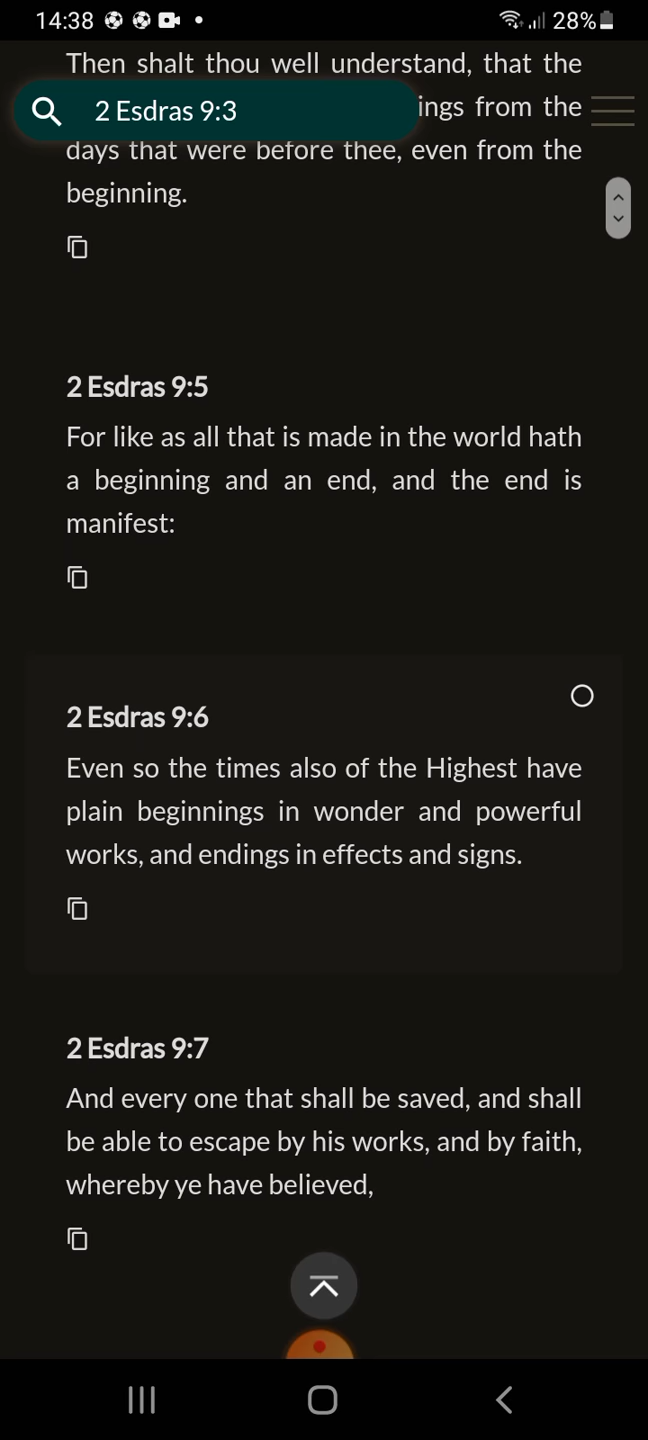 14:38
28%
Then shalt thou well understand, that the
2 Esdras 9:3
ings from the
days that were before thee, even from the
beginning.
2 Esdras 9:5
For like as all that is made in the world hath
a beginning and an end, and the end is
manifest:
2 Esdras 9:6
Even so the times also of the Highest have
plain beginnings in wonder and powerful
works, and endings in effects and signs.
2 Esdras 9:7
And every one that shall be saved, and shall
be able to escape by his works, and by faith,
whereby ye have believed,